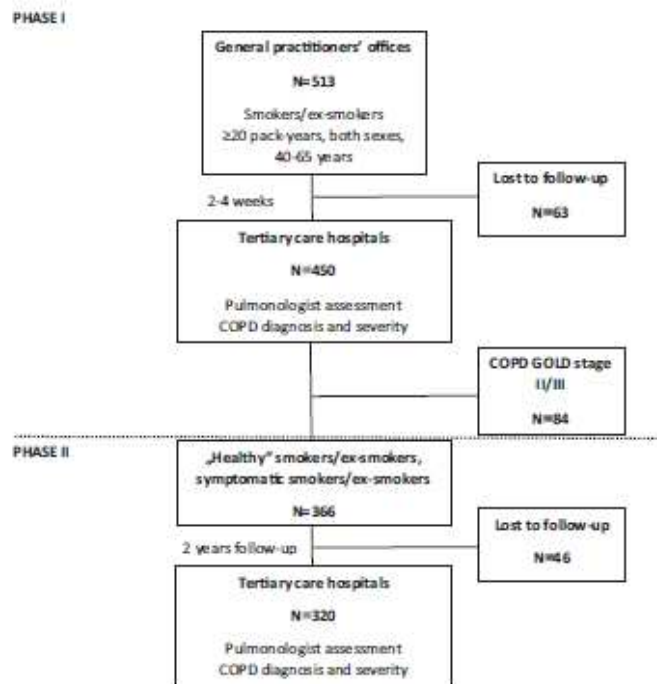 PHASE I
General practitioners' offices
N=513
Smokers/ex-smokers
≥20 pack-years, both sexes,
40-65 years
2-4 weeks
Lost to follow-up
N=63
Tertiary care hospitals
N=450
Pulmonologist assessment
COPD diagnosis and severity
COPD GOLD stage
II/III
N=84
PHASE II
„Healthy” smokers/ex-smokers,
symptomatic smokers/ex-smokers
N=366
2 years follow-up
Lost to follow-up
N=46
Tertiary care hospitals
N=320
Pulmonologist assessment
COPD diagnosis and severity